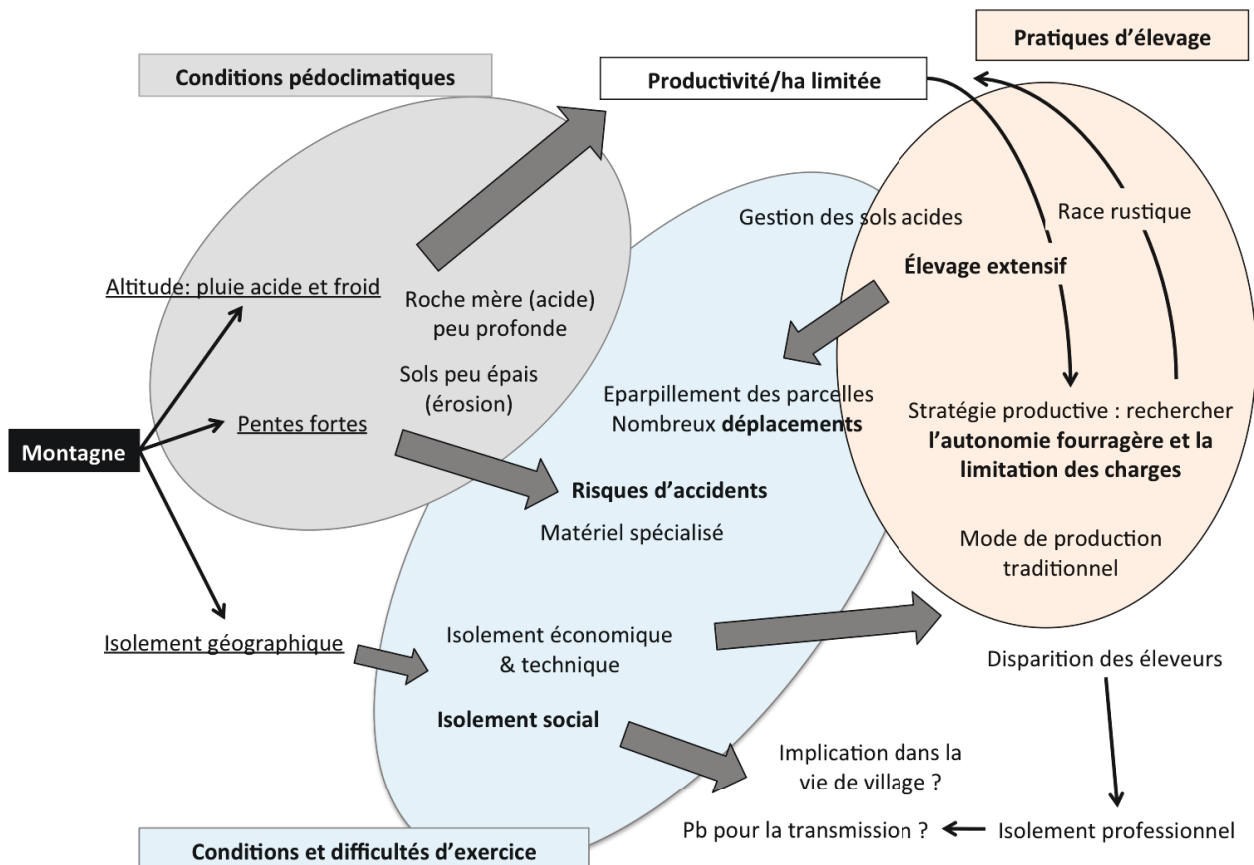 Pratiques d'élevage
Conditions pédoclimatiques
Productivité/ha limitée
Gestion des sols acides
Race rustique
Élevage extensif
Altitude: pluie acide et froid
Roche mère (acide)
peu profonde
Sols peu épais
(érosion)
Eparpillement des parcelles
Nombreux déplacements
Stratégie productive : rechercher
l'autonomie fourragère et la
limitation des charges
Pentes fortes
Montagne
Risques d'accidents
Matériel spécialisé
Mode de production
traditionnel
Isolement géographique
Isolement économique
& technique
Disparition des éleveurs
Isolement social
Implication dans la
vie de village ?
Pb pour la transmission ?
Isolement professionnel
Conditions et difficultés d'exercice